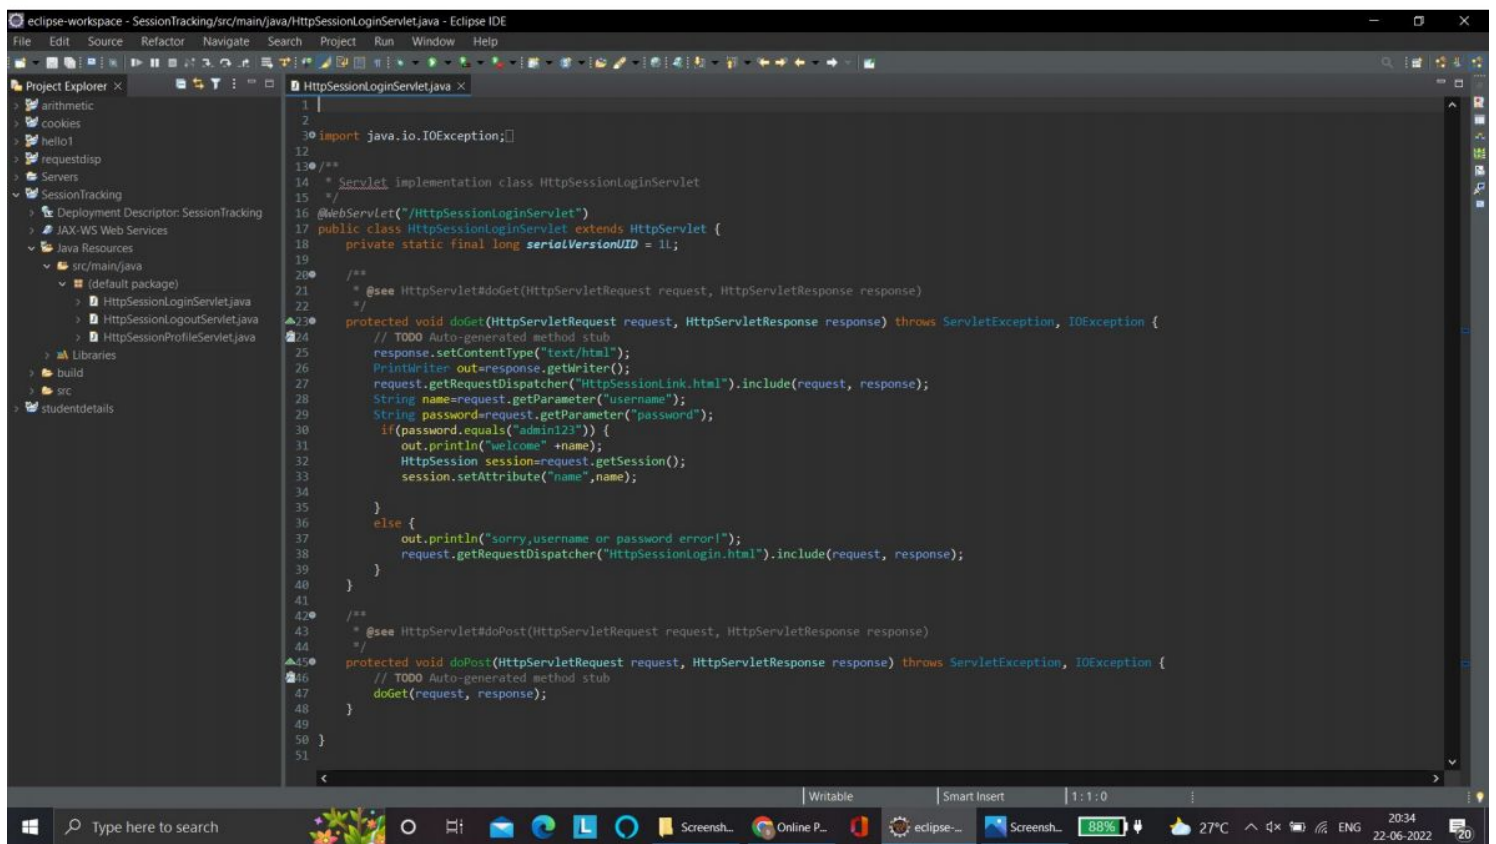 eclipse-workspace - SessionTracking/src/main/java/HttpSessionLoginServlet.java - Eclipse IDE
File Edit Source Refactor Navigate Search Project Run Window Help
Project Explorer
HttpSessionLoginServlet.java
arithmetic
cookies
hello1
requestdisp
Servers
SessionTracking
Deployment Descriptor: SessionTracking
JAX-WS Web Services
Java Resources
src/main/java
(default package)
HttpSessionLoginServlet.java
HttpSessionLogoutServlet.java
HttpSessionProfileServlet.java
Libraries
build
src
studentdetails
1
2
3 import java.io.IOException;
12
13 /**
14 * Servlet implementation class HttpSessionLoginServlet
15 */
16 @WebServlet("/HttpSessionLoginServlet")
17 public class HttpSessionLoginServlet extends HttpServlet {
18 private static final long serialVersionUID = 1L;
19
20 /**
21 * @see HttpServlet#doGet(HttpServletRequest request, HttpServletResponse response)
22 */
23 protected void doGet(HttpServletRequest request, HttpServletResponse response) throws ServletException, IOException {
24 // TODO Auto-generated method stub
25 response.setContentType("text/html");
26 PrintWriter out=response.getWriter();
27 request.getRequestDispatcher("HttpSessionLink.html").include(request, response);
28 String name=request.getParameter("username");
29 String password=request.getParameter("password");
30 if(password.equals("admin123")) {
31 out.println("welcome" +name);
32 HttpSession session=request.getSession();
33 session.setAttribute("name",name);
34
35 }
36 else {
37 out.println("sorry,username or password error!");
38 request.getRequestDispatcher("HttpSessionLogin.html").include(request, response);
39 }
40 }
41
42 /**
43 * @see HttpServlet#doPost(HttpServletRequest request, HttpServletResponse response)
44 */
45 protected void doPost(HttpServletRequest request, HttpServletResponse response) throws ServletException, IOException {
46 // TODO Auto-generated method stub
47 doGet(request, response);
48 }
49
50 }
51
Writable Smart Insert 1 : 1 : 0
Type here to search L Screensh... Online P... eclipse-... Screensh... 88% 27°C ENG 20:34
22-06-2022 20